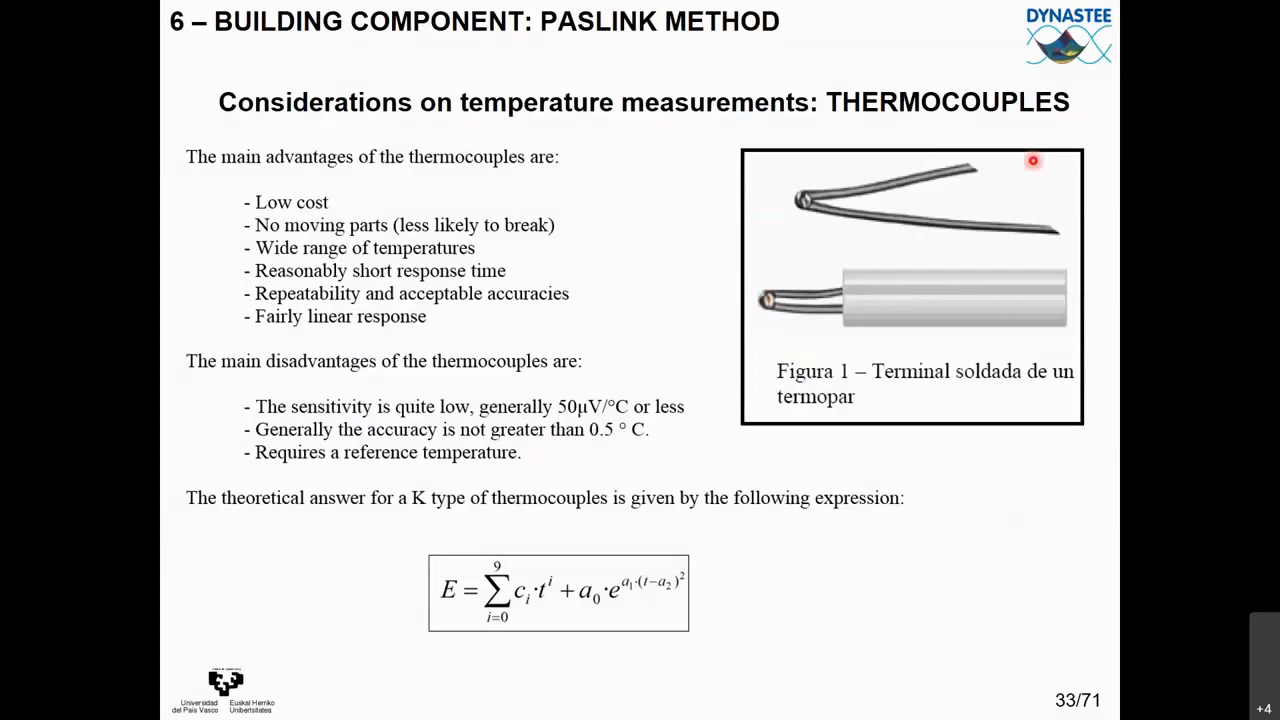 6 – BUILDING COMPONENT: PASLINK METHOD
DYNASTEE
Considerations on temperature measurements: THERMOCOUPLES
The main advantages of the thermocouples are:
- Low cost
- No moving parts (less likely to break)
- Wide range of temperatures
- Reasonably short response time
- Repeatability and acceptable accuracies
- Fairly linear response
Figura 1 – Terminal soldada de un
termopar
The main disadvantages of the thermocouples are:
- The sensitivity is quite low, generally 50μV/°C or less
- Generally the accuracy is not greater than 0.5 ° C.
- Requires a reference temperature.
The theoretical answer for a K type of thermocouples is given by the following expression:
E = ∑_{i=0}^{9} c_i · t^i + a_0 · e^{a_1·(t−a_2)^2}
Universidad Euskal Herriko
del País Vasco Unibertsitatea
33/71
+4